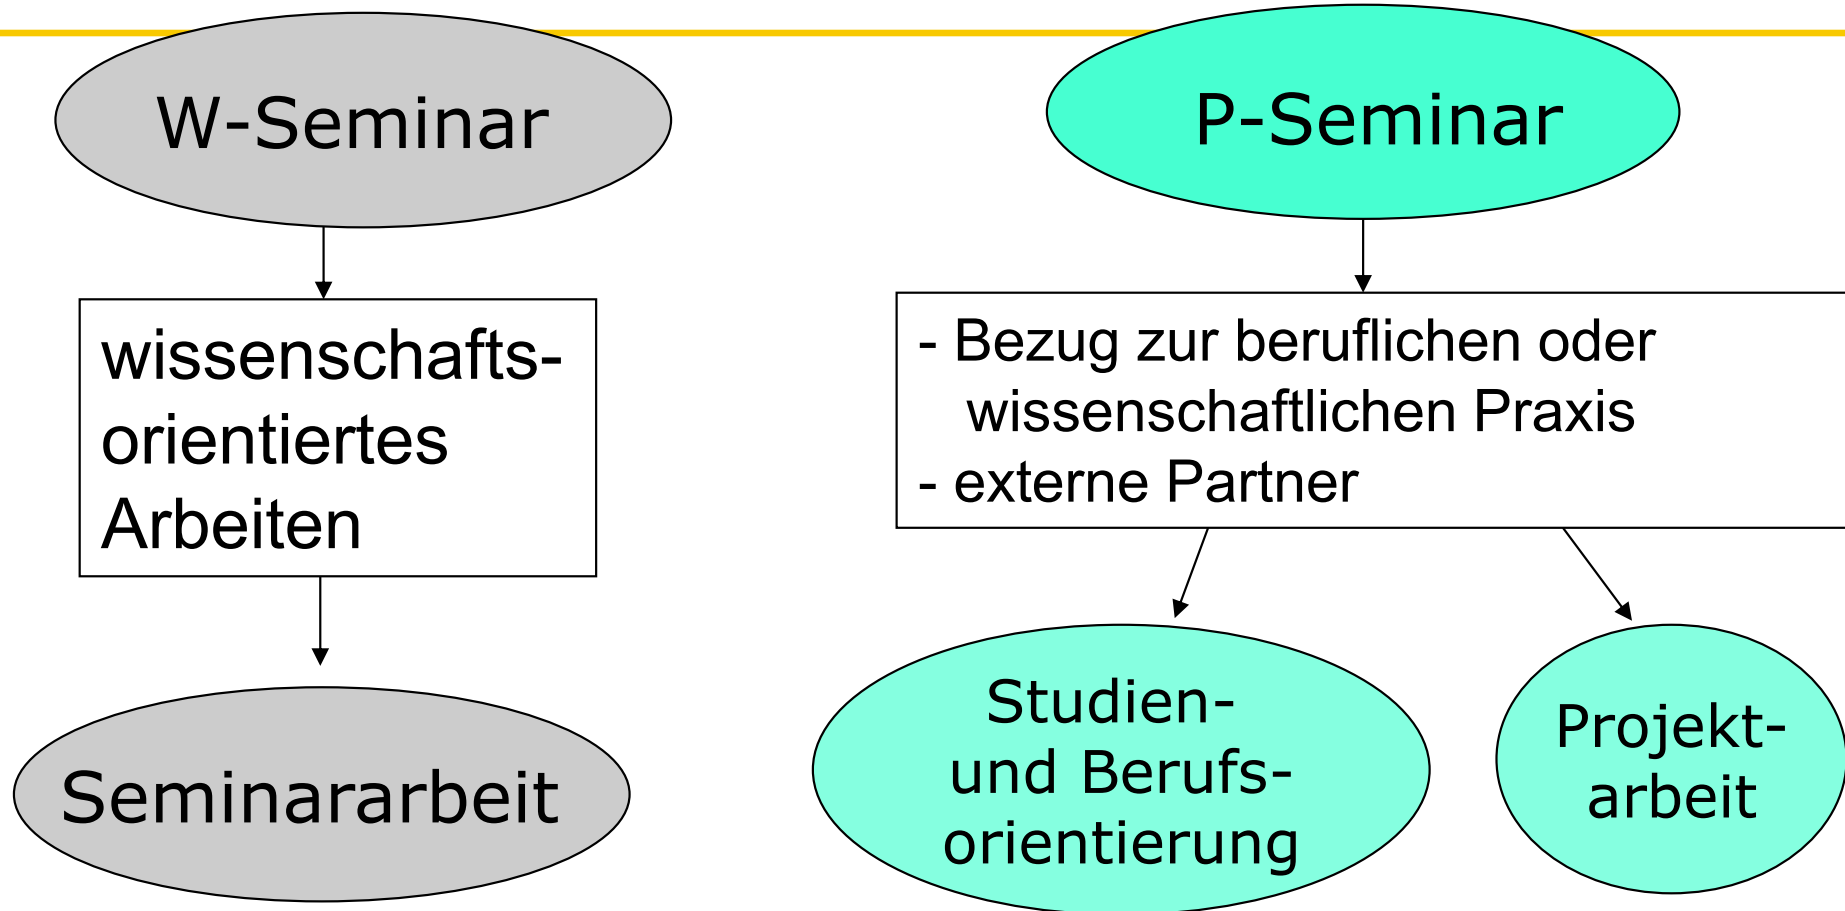 W-Seminar
P-Seminar
wissenschafts-
orientiertes
Arbeiten
- Bezug zur beruflichen oder
wissenschaftlichen Praxis
- externe Partner
Seminararbeit
Studien-
und Berufs-
orientierung
Projekt-
arbeit